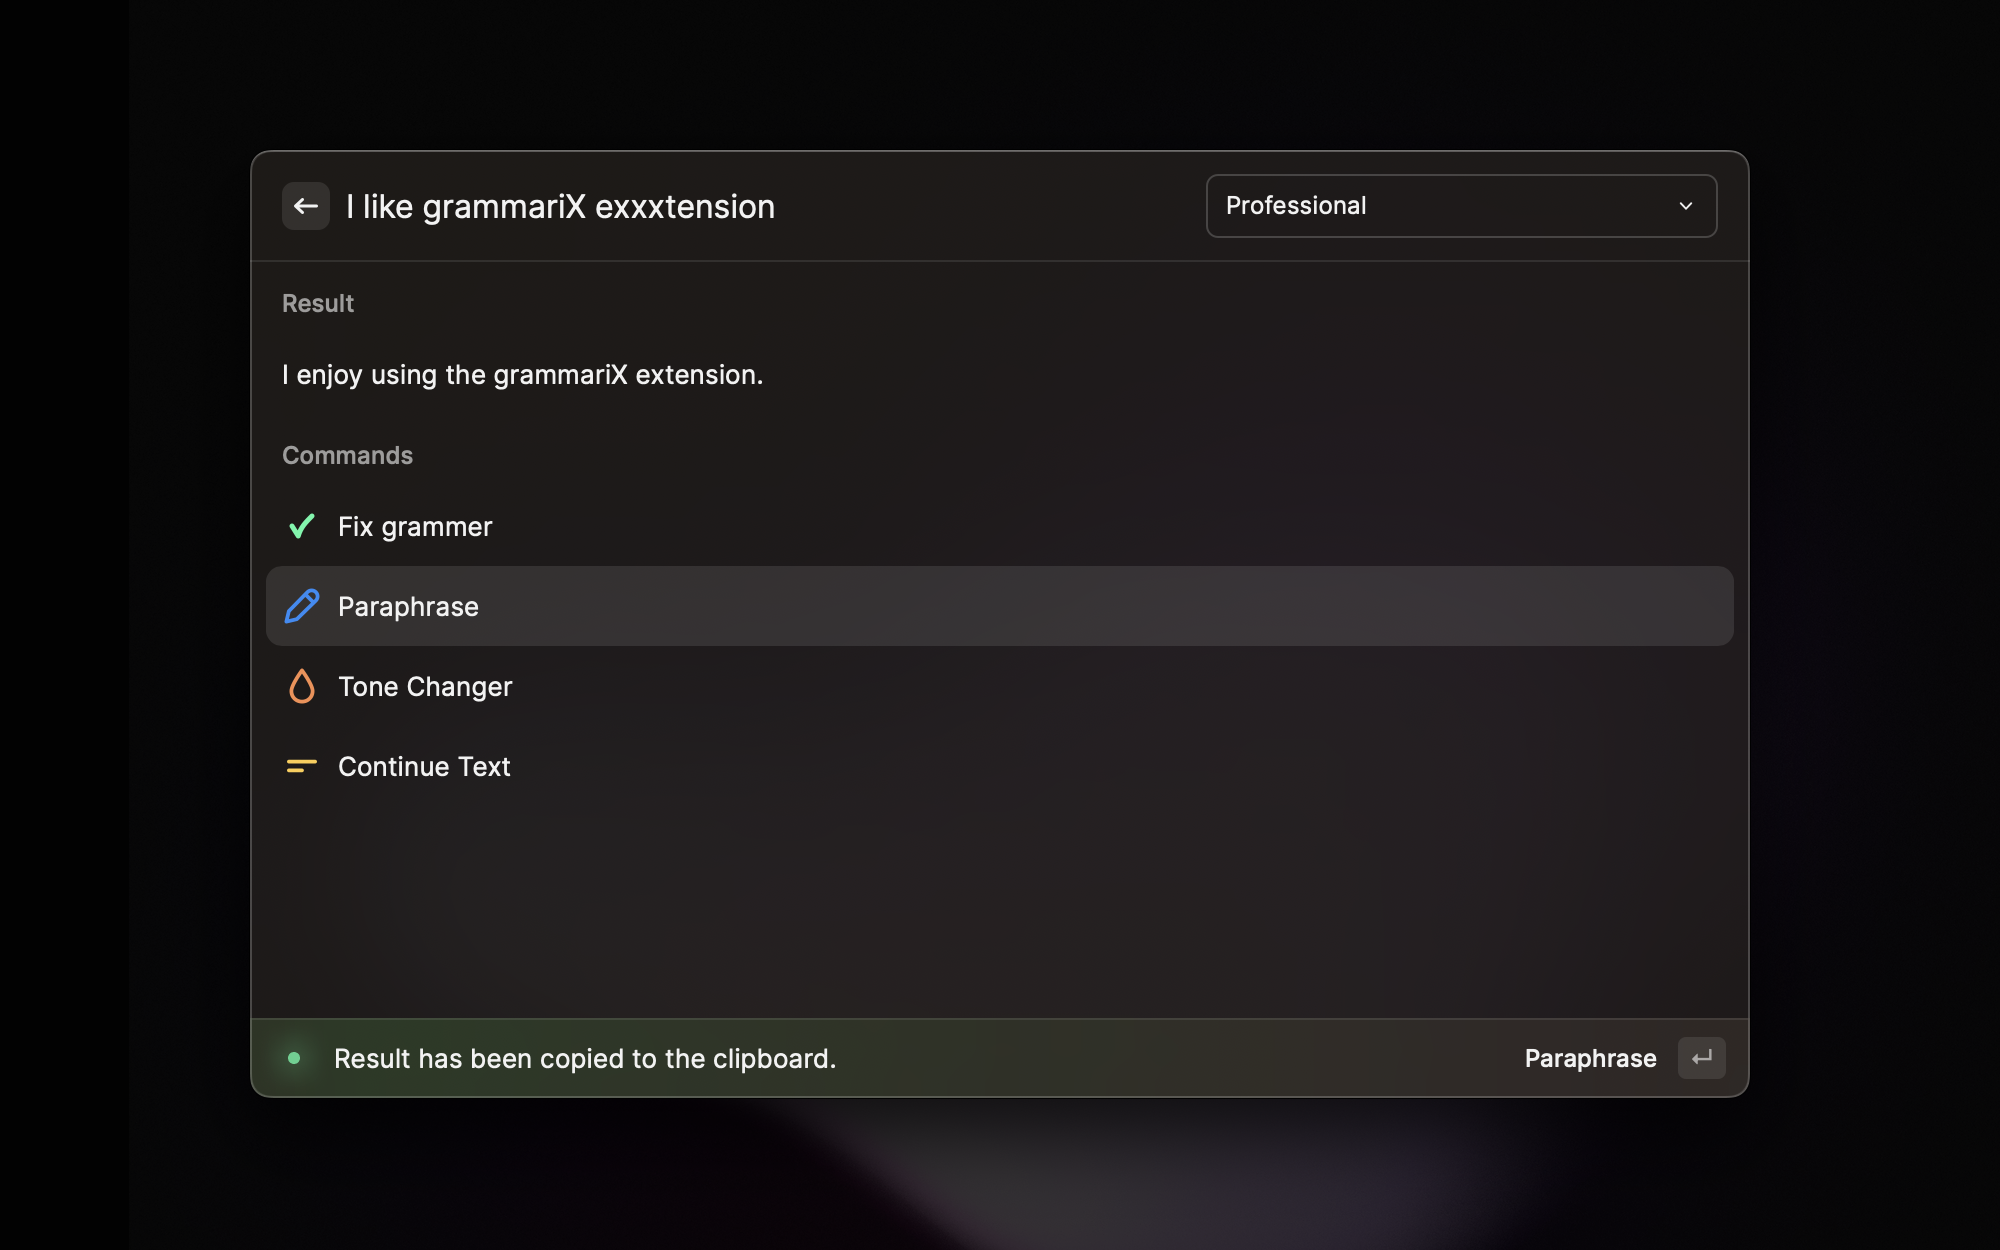 I like grammariX exxxtension
Professional
Result
I enjoy using the grammariX extension.
Commands
Fix grammer
Paraphrase
Tone Changer
Continue Text
Result has been copied to the clipboard.
Paraphrase